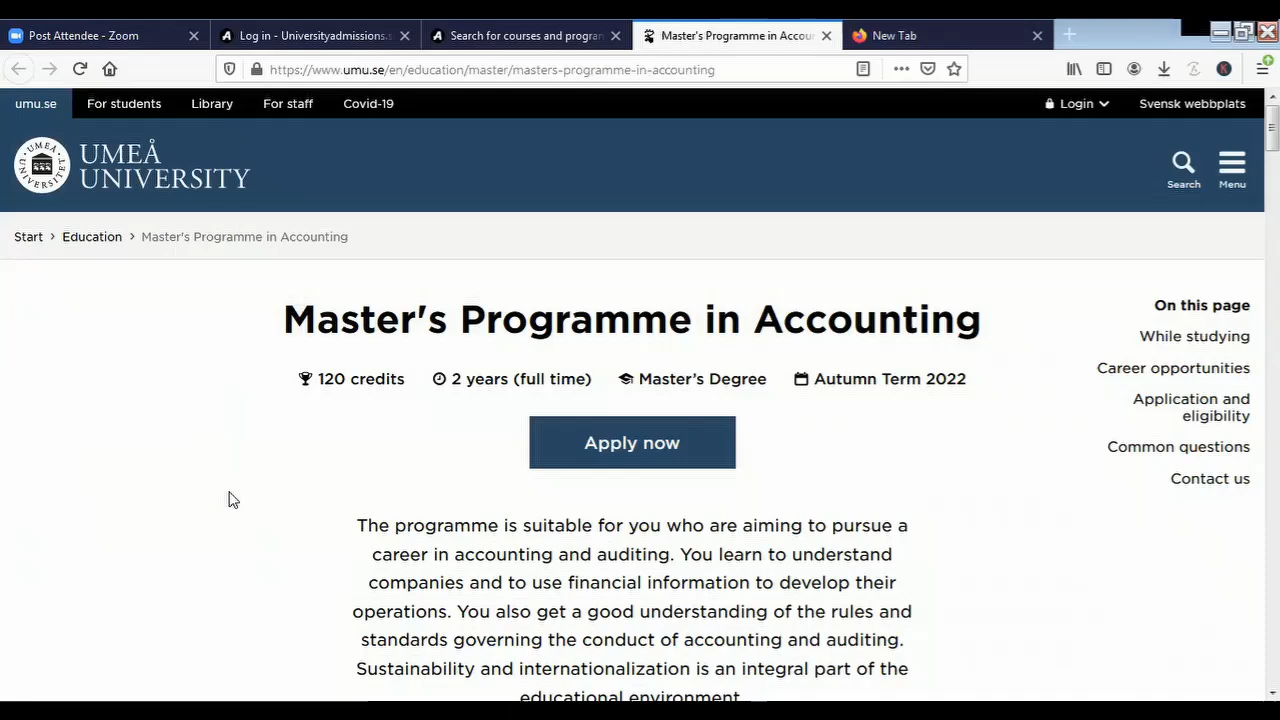 Post Attendee - Zoom
Log in - Universityadmissions.s
Search for courses and program
Master's Programme in Accoun
New Tab
https://www.umu.se/en/education/master/masters-programme-in-accounting
umu.se
For students
Library
For staff
Covid-19
Login
Svensk webbplats
UMEÅ UNIVERSITET
UMEÅ
UNIVERSITY
Search
Menu
Start > Education > Master's Programme in Accounting
Master's Programme in Accounting
120 credits
2 years (full time)
Master's Degree
Autumn Term 2022
Apply now
The programme is suitable for you who are aiming to pursue a
career in accounting and auditing. You learn to understand
companies and to use financial information to develop their
operations. You also get a good understanding of the rules and
standards governing the conduct of accounting and auditing.
Sustainability and internationalization is an integral part of the
educational environment.
On this page
While studying
Career opportunities
Application and
eligibility
Common questions
Contact us